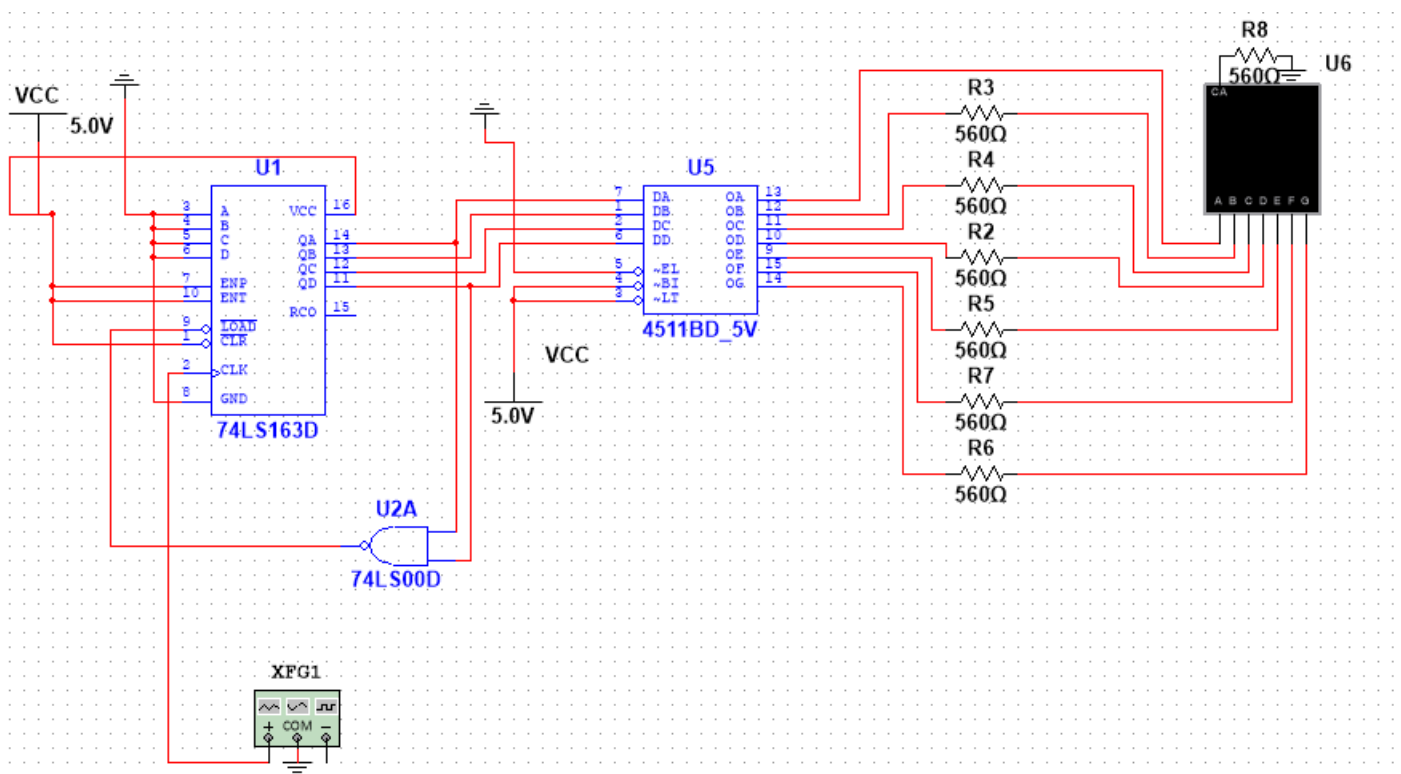 R8
560Ω
U6
CA
A B C D E F G
VCC
5.0V
U1
3 A
4 B
5 C
6 D
7 ENP
10 ENT
9 LOAD
1 CLR
2 CLK
8 GND
VCC 16
QA 14
QB 13
QC 12
QD 11
RCO 15
74LS163D
U5
7 DA
1 DB
2 DC
6 DD
5 ~EL
4 ~BI
3 ~LT
OA 13
OB 12
OC 11
OD 10
OE 9
OF 15
OG 14
4511BD_5V
VCC
5.0V
R3
560Ω
R4
560Ω
R2
560Ω
R5
560Ω
R7
560Ω
R6
560Ω
U2A
74LS00D
XFG1
+ COM −